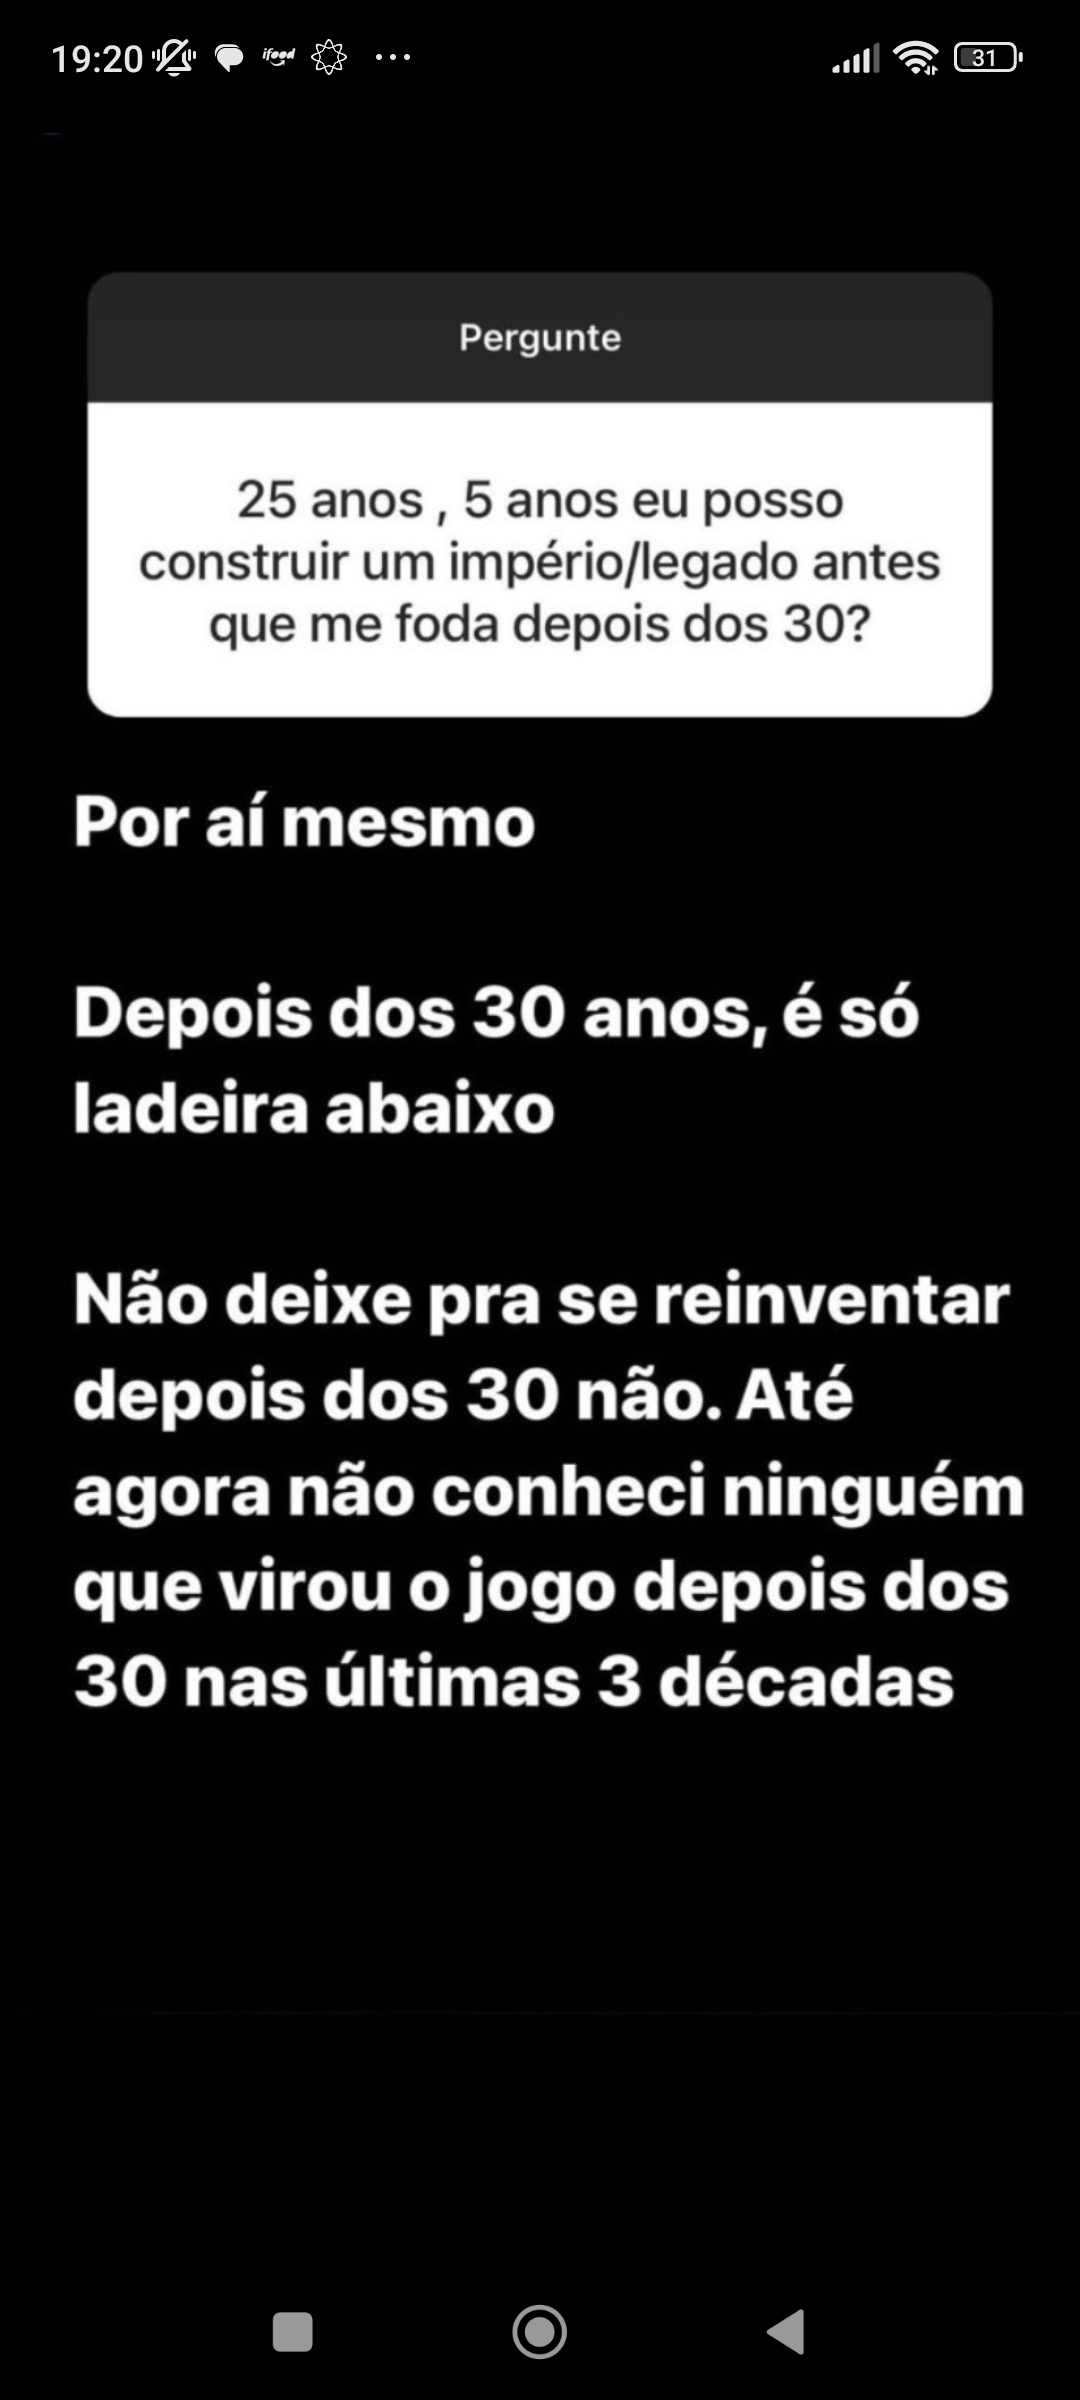 19:20
ifood
31
Pergunte
25 anos , 5 anos eu posso
construir um império/legado antes
que me foda depois dos 30?
Por aí mesmo
Depois dos 30 anos, é só
ladeira abaixo
Não deixe pra se reinventar
depois dos 30 não. Até
agora não conheci ninguém
que virou o jogo depois dos
30 nas últimas 3 décadas